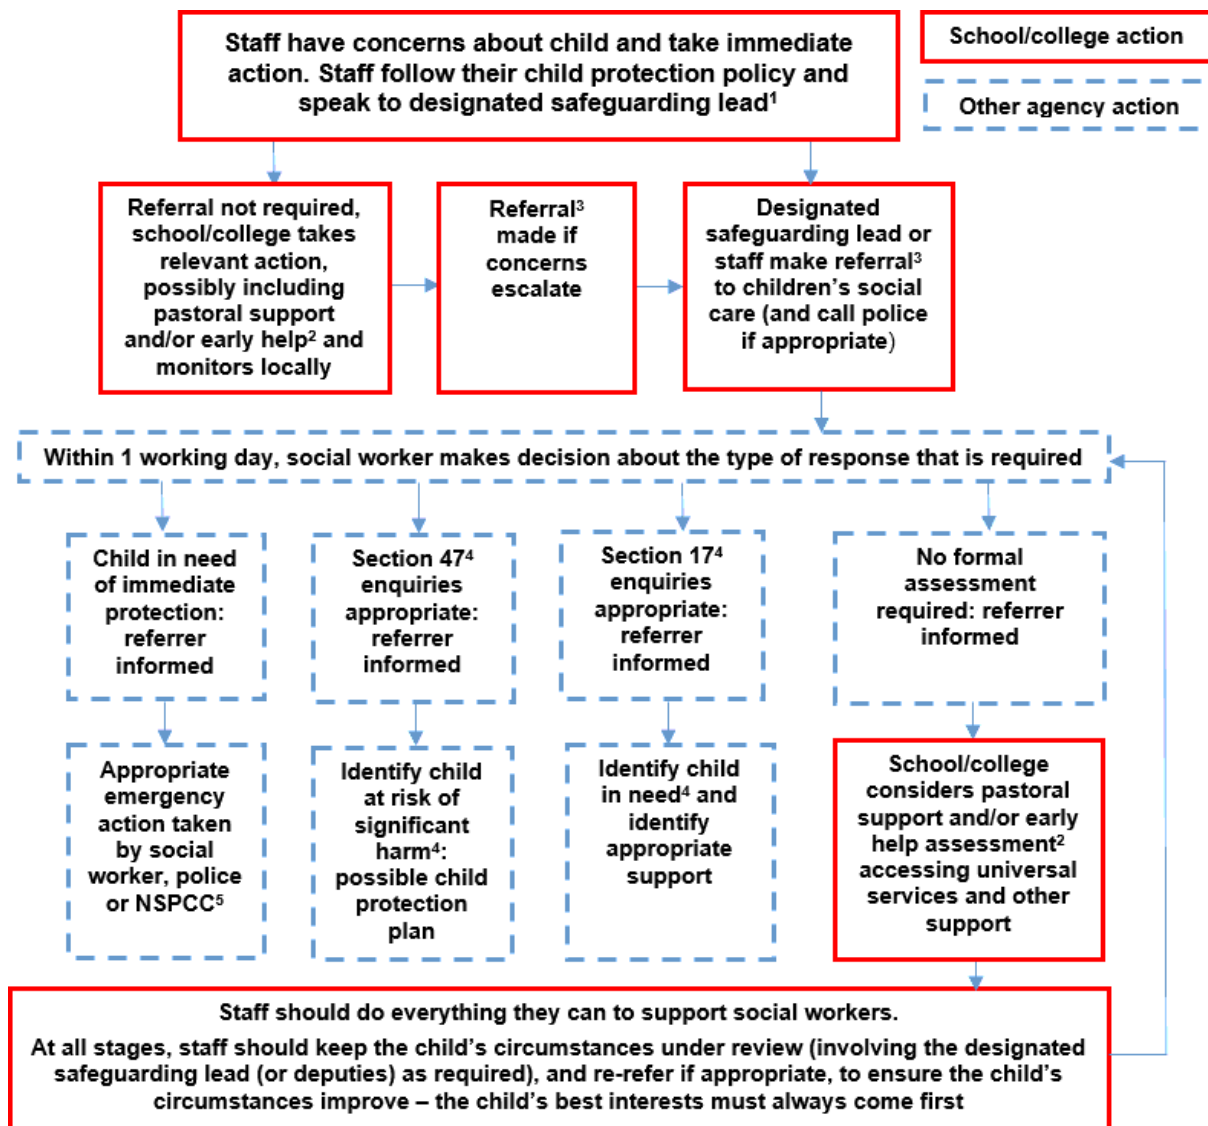 Staff have concerns about child and take immediate
action. Staff follow their child protection policy and
speak to designated safeguarding lead¹
School/college action
Other agency action
Referral not required,
school/college takes
relevant action,
possibly including
pastoral support
and/or early help² and
monitors locally
Referral³
made if
concerns
escalate
Designated
safeguarding lead or
staff make referral³
to children's social
care (and call police
if appropriate)
Within 1 working day, social worker makes decision about the type of response that is required
Child in need
of immediate
protection:
referrer
informed
Section 47⁴
enquiries
appropriate:
referrer
informed
Section 17⁴
enquiries
appropriate:
referrer
informed
No formal
assessment
required: referrer
informed
Appropriate
emergency
action taken
by social
worker, police
or NSPCC⁵
Identify child
at risk of
significant
harm⁴:
possible child
protection
plan
Identify child
in need⁴ and
identify
appropriate
support
School/college
considers pastoral
support and/or early
help assessment²
accessing universal
services and other
support
Staff should do everything they can to support social workers.
At all stages, staff should keep the child's circumstances under review (involving the designated
safeguarding lead (or deputies) as required), and re-refer if appropriate, to ensure the child's
circumstances improve – the child's best interests must always come first